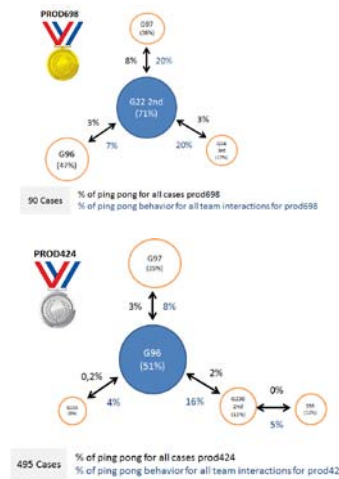 PROD698
G97
8% 20%
G22 2nd
(71%)
3%
3%
G96
(47%)
7%
20%
2nd
90 Cases
% of ping pong for all cases prod698
% of ping pong behavior for all team interactions for prod698
PROD424
G97
3% 8%
G96
(51%)
0,2%
2%
0%
4%
16%
G230
2nd
5%
495 Cases
% of ping pong for all cases prod424
% of ping pong behavior for all team interactions for prod42